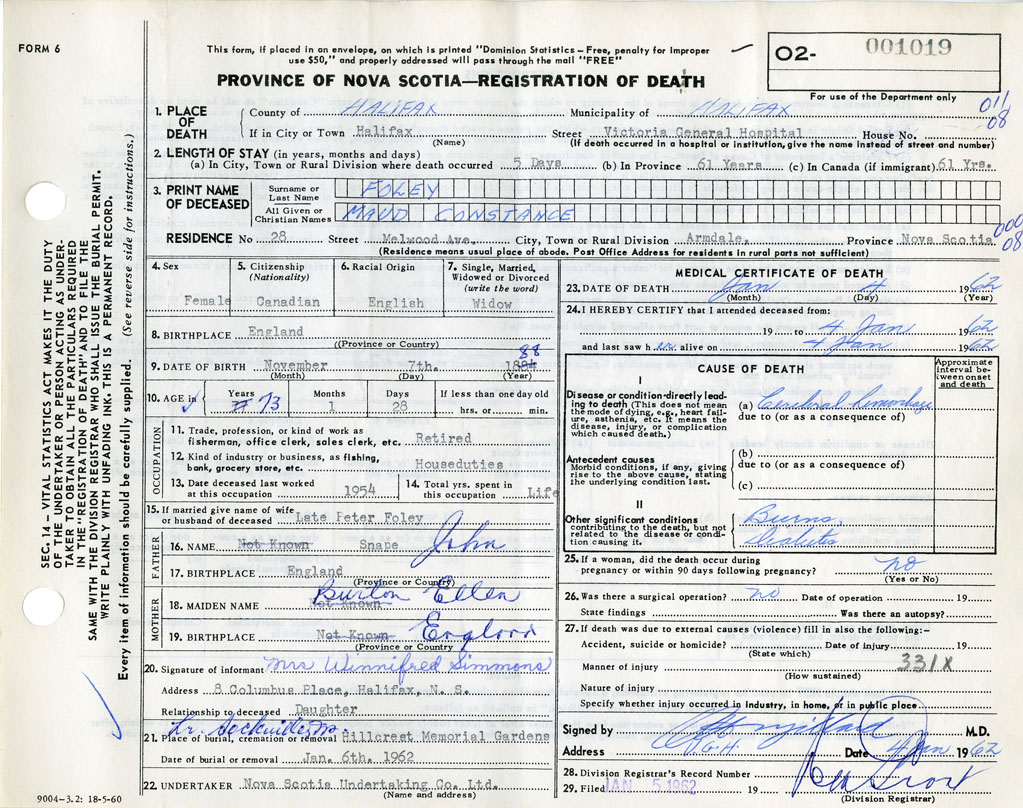 FORM 6
This form, if placed in an envelope, on which is printed "Dominion Statistics – Free, penalty for improper
use $50," and properly addressed will pass through the mail "FREE"
PROVINCE OF NOVA SCOTIA—REGISTRATION OF DEATH
O2- 001019
For use of the Department only
011
08
1. PLACE OF DEATH
County of HALIFAX Municipality of HALIFAX
If in City or Town Halifax Street Victoria General Hospital House No.
(Name) (If death occurred in a hospital or institution, give the name instead of street and number)
2. LENGTH OF STAY (in years, months and days)
(a) In City, Town or Rural Division where death occurred 5 Days (b) In Province 61 Years (c) In Canada (if immigrant) 61 Yrs.
3. PRINT NAME OF DECEASED
Surname or Last Name FOLEY
All Given or Christian Names MAUD CONSTANCE
000
08
RESIDENCE No 28 Street Melwood Ave. City, Town or Rural Division Armdale, Province Nova Scotia
(Residence means usual place of abode. Post Office Address for residents in rural parts not sufficient)
4. Sex 5. Citizenship (Nationality) 6. Racial Origin 7. Single, Married, Widowed or Divorced (write the word)
Female Canadian English Widow
8. BIRTHPLACE England
((Province or Country)
9. DATE OF BIRTH November 7th. 1884 88
(Month) (Day) (Year)
10. AGE in Years Months Days If less than one day old
73 1 28 hrs. or min.
OCCUPATION
11. Trade, profession, or kind of work as
fisherman, office clerk, sales clerk, etc. Retired
12. Kind of industry or business, as fishing,
bank, grocery store, etc. Houseduties
13. Date deceased last worked
at this occupation 1954
14. Total yrs. spent in
this occupation Life
15. If married give name of wife
or husband of deceased Late Peter Foley
FATHER
16. NAME Not Known Snape John
17. BIRTHPLACE England
(Province or Country)
MOTHER
Burton Ellen
18. MAIDEN NAME Not Known
19. BIRTHPLACE Not Known England
(Province or Country)
20. Signature of informant Mrs Winnifred Simmons
Address 8 Columbus Place, Halifax, N. S.
Relationship to deceased Daughter
21. Place of burial, cremation or removal Hillcrest Memorial Gardens
Date of burial or removal Jan. 6th. 1962
22. UNDERTAKER Nova Scotia Undertaking Co. Ltd.
(Name and address)
MEDICAL CERTIFICATE OF DEATH
23. DATE OF DEATH Jan 4 1962
(Month) (Day) (Year)
24. I HEREBY CERTIFY that I attended deceased from:
19 to 4 Jan 1962
and last saw her alive on 4 Jan 1962
CAUSE OF DEATH
Approximate interval between onset and death
I
Disease or condition directly leading
to death (This does not mean
the mode of dying, e.g., heart failure,
asthenia, etc. It means the
disease, injury, or complication
which caused death.)
(a) Cerebral hemorrhage
due to (or as a consequence of)
Antecedent causes
Morbid conditions, if any, giving
rise to the above cause, stating
the underlying condition last.
(b)
due to (or as a consequence of)
(c)
II
Other significant conditions
contributing to the death, but not
related to the disease or condition
causing it.
Burns
Diabetes
25. If a woman, did the death occur during
pregnancy or within 90 days following pregnancy? no
(Yes or No)
26. Was there a surgical operation? no Date of operation 19
State findings Was there an autopsy?
27. If death was due to external causes (violence) fill in also the following:–
Accident, suicide or homicide? Date of injury 19
(State which)
331X
Manner of injury
(How sustained)
Nature of injury
Specify whether injury occurred in industry, in home, or in public place
Signed by M.D.
Address V.G.H. Date 4 Jan 1962
28. Division Registrar's Record Number
29. Filed JAN 5 1962 19
(Division Registrar)
SEC. 14 – VITAL STATISTICS ACT MAKES IT THE DUTY
OF THE UNDERTAKER OR PERSON ACTING AS UNDER-
TAKER TO OBTAIN ALL THE PARTICULARS REQUIRED
IN THE "REGISTRATION OF DEATH" AND TO FILE THE
SAME WITH THE DIVISION REGISTRAR WHO SHALL ISSUE THE BURIAL PERMIT.
WRITE PLAINLY WITH UNFADING INK. THIS IS A PERMANENT RECORD.
Every item of information should be carefully supplied. (See reverse side for instructions,)
9004–3.2: 18-5-60